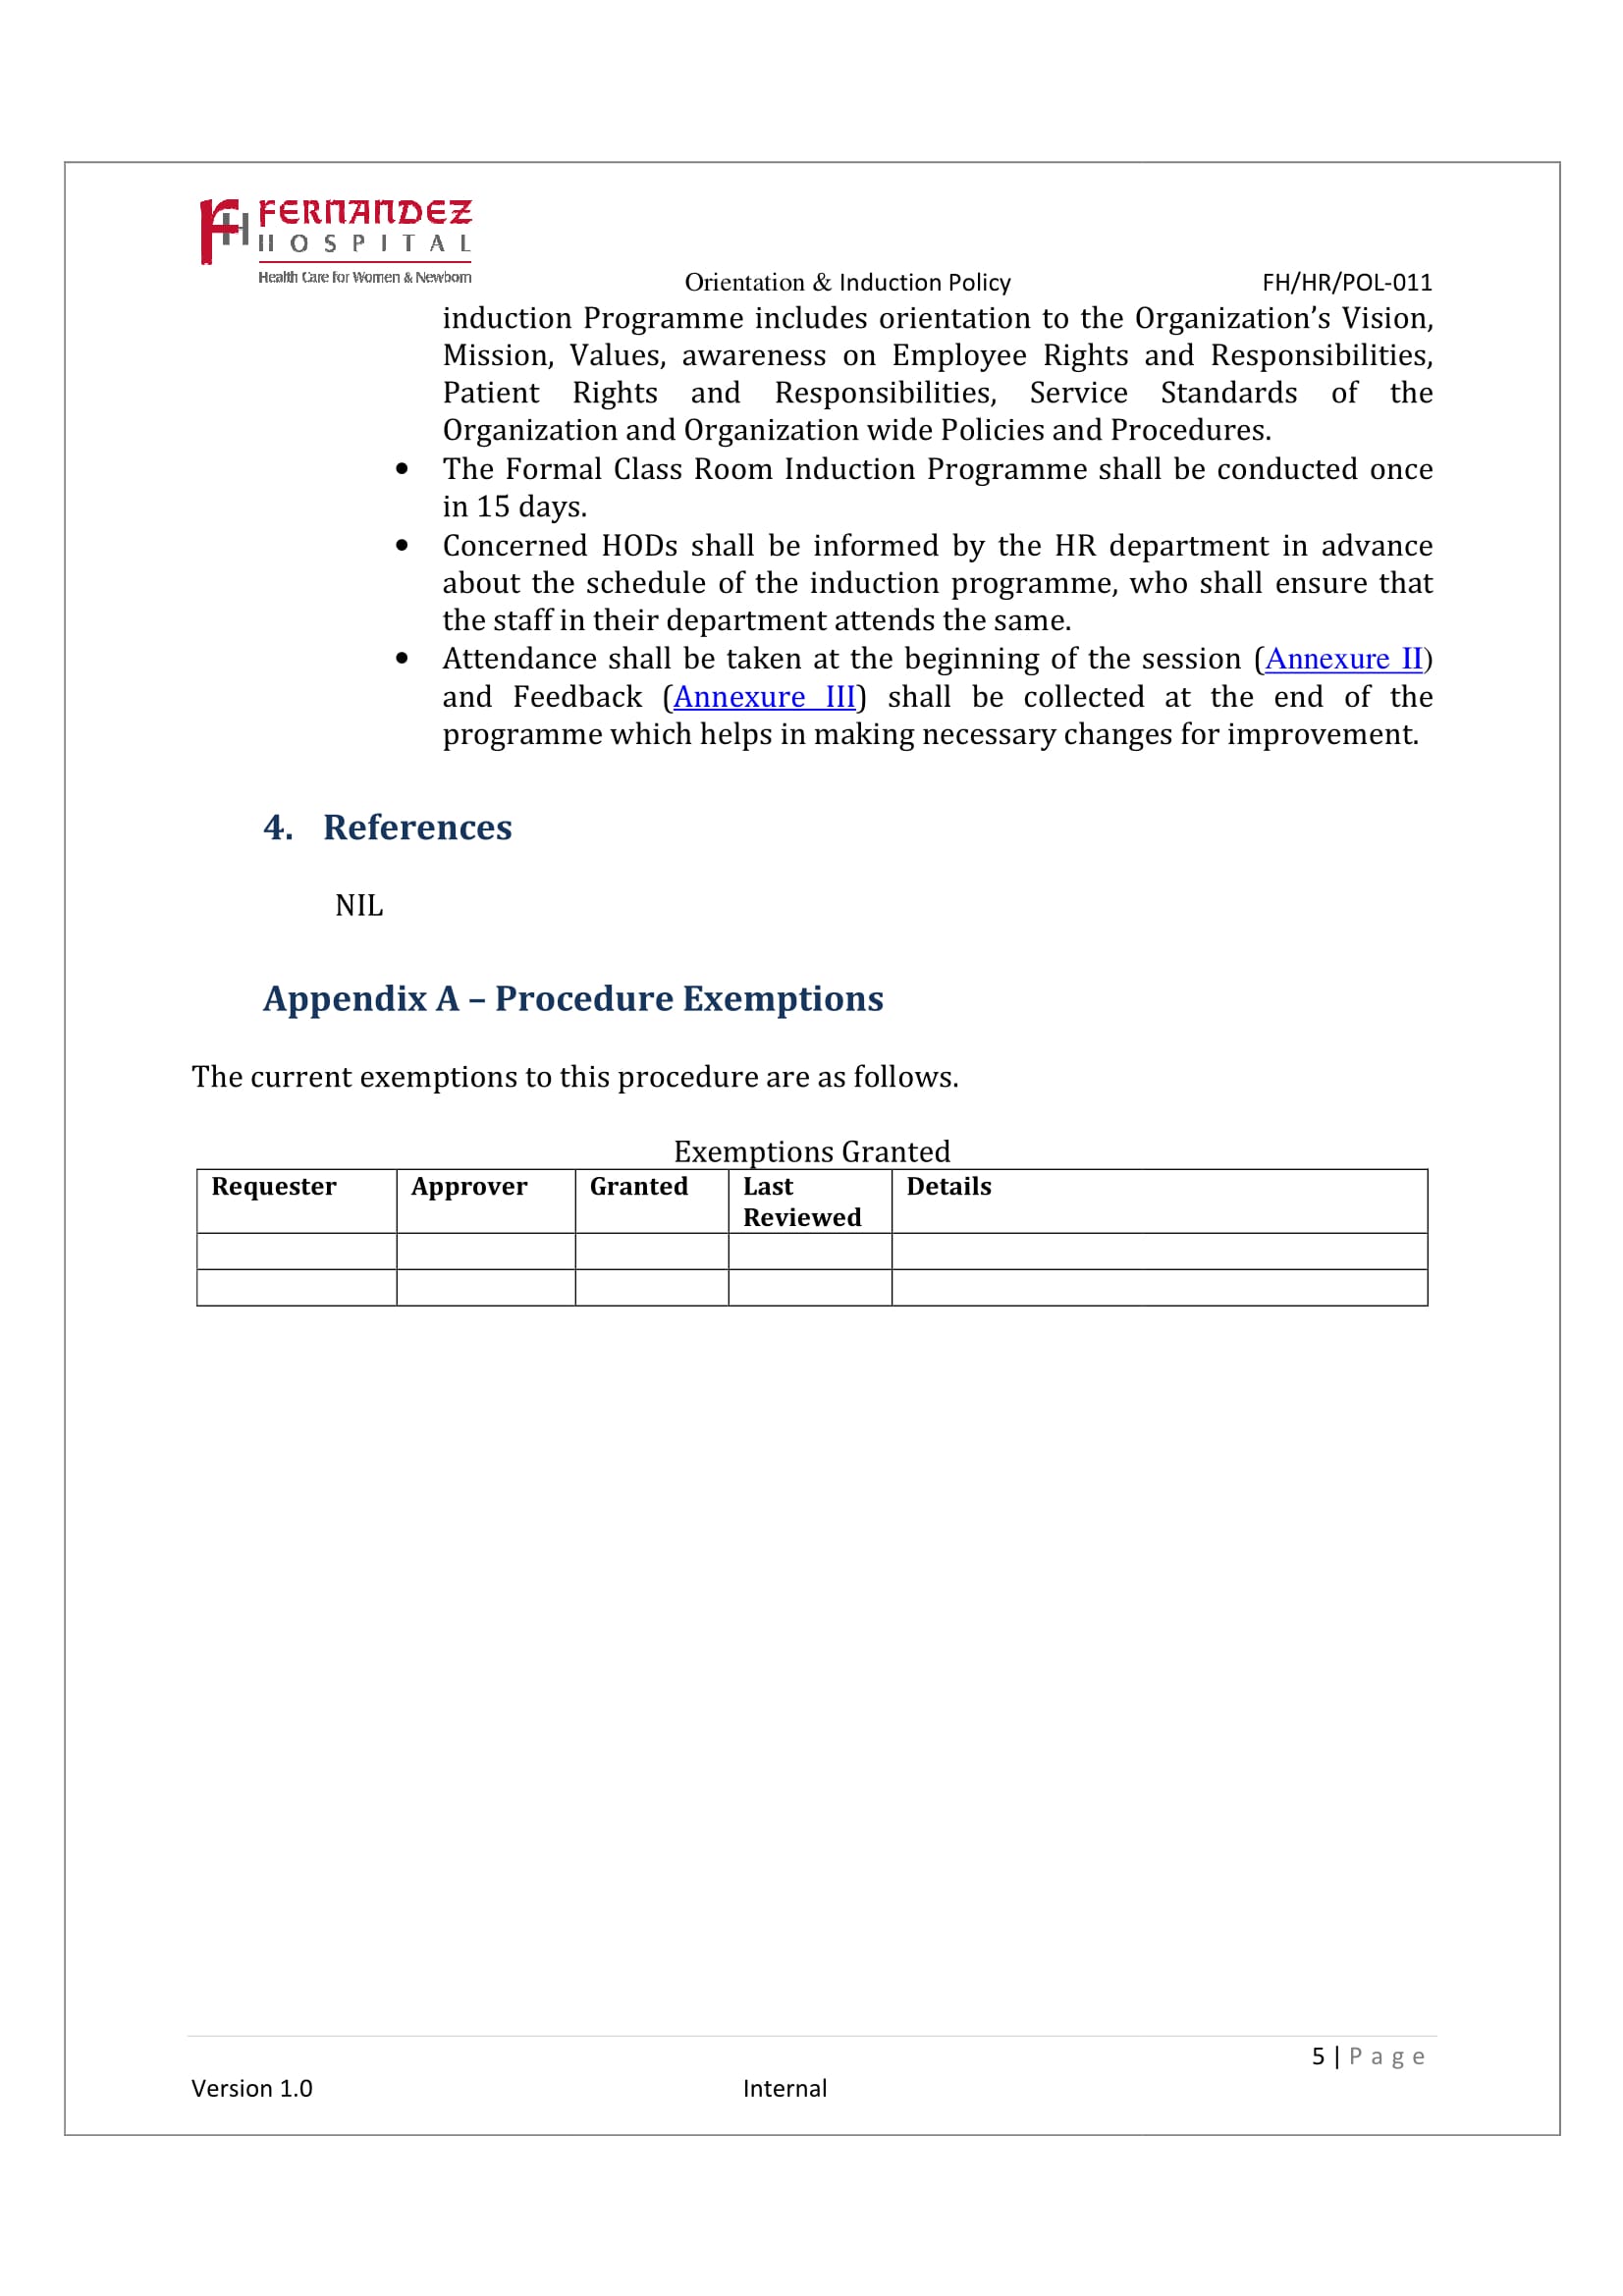 FERNANDEZ
HOSPITAL
Health Care for Women & Newborn
Orientation & Induction Policy FH/HR/POL-011
induction Programme includes orientation to the Organization’s Vision,
Mission, Values, awareness on Employee Rights and Responsibilities,
Patient Rights and Responsibilities, Service Standards of the
Organization and Organization wide Policies and Procedures.
• The Formal Class Room Induction Programme shall be conducted once
in 15 days.
• Concerned HODs shall be informed by the HR department in advance
about the schedule of the induction programme, who shall ensure that
the staff in their department attends the same.
• Attendance shall be taken at the beginning of the session (Annexure II)
and Feedback (Annexure III) shall be collected at the end of the
programme which helps in making necessary changes for improvement.
4. References
NIL
Appendix A – Procedure Exemptions
The current exemptions to this procedure are as follows.
Exemptions Granted
Requester Approver Granted Last Details
Reviewed
5 | Page
Version 1.0 Internal